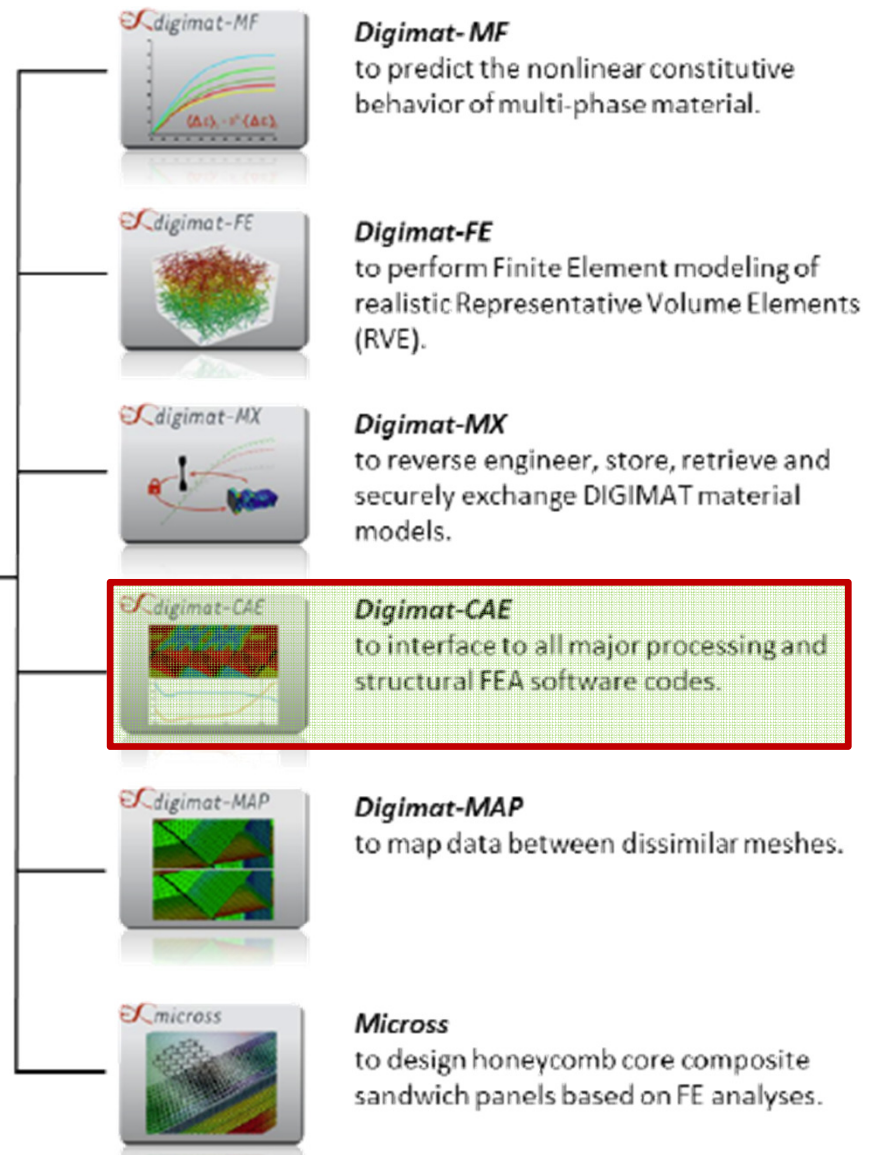 digimat-MF
Digimat- MF
to predict the nonlinear constitutive
behavior of multi-phase material.
digimat-FE
Digimat-FE
to perform Finite Element modeling of
realistic Representative Volume Elements
(RVE).
digimat-MX
Digimat-MX
to reverse engineer, store, retrieve and
securely exchange DIGIMAT material
models.
digimat-CAE
Digimat-CAE
to interface to all major processing and
structural FEA software codes.
digimat-MAP
Digimat-MAP
to map data between dissimilar meshes.
micross
Micross
to design honeycomb core composite
sandwich panels based on FE analyses.